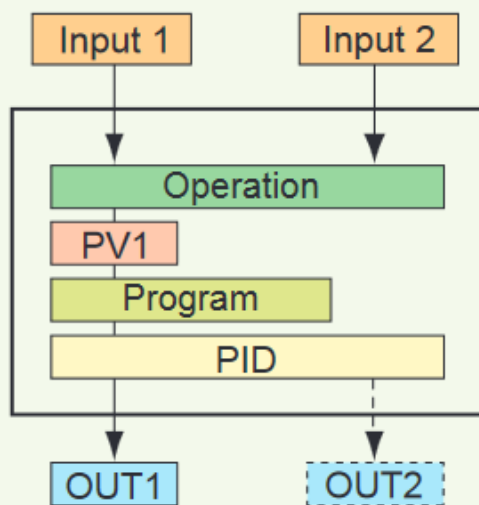 Input 1
Input 2
Operation
PV1
Program
PID
OUT1
OUT2